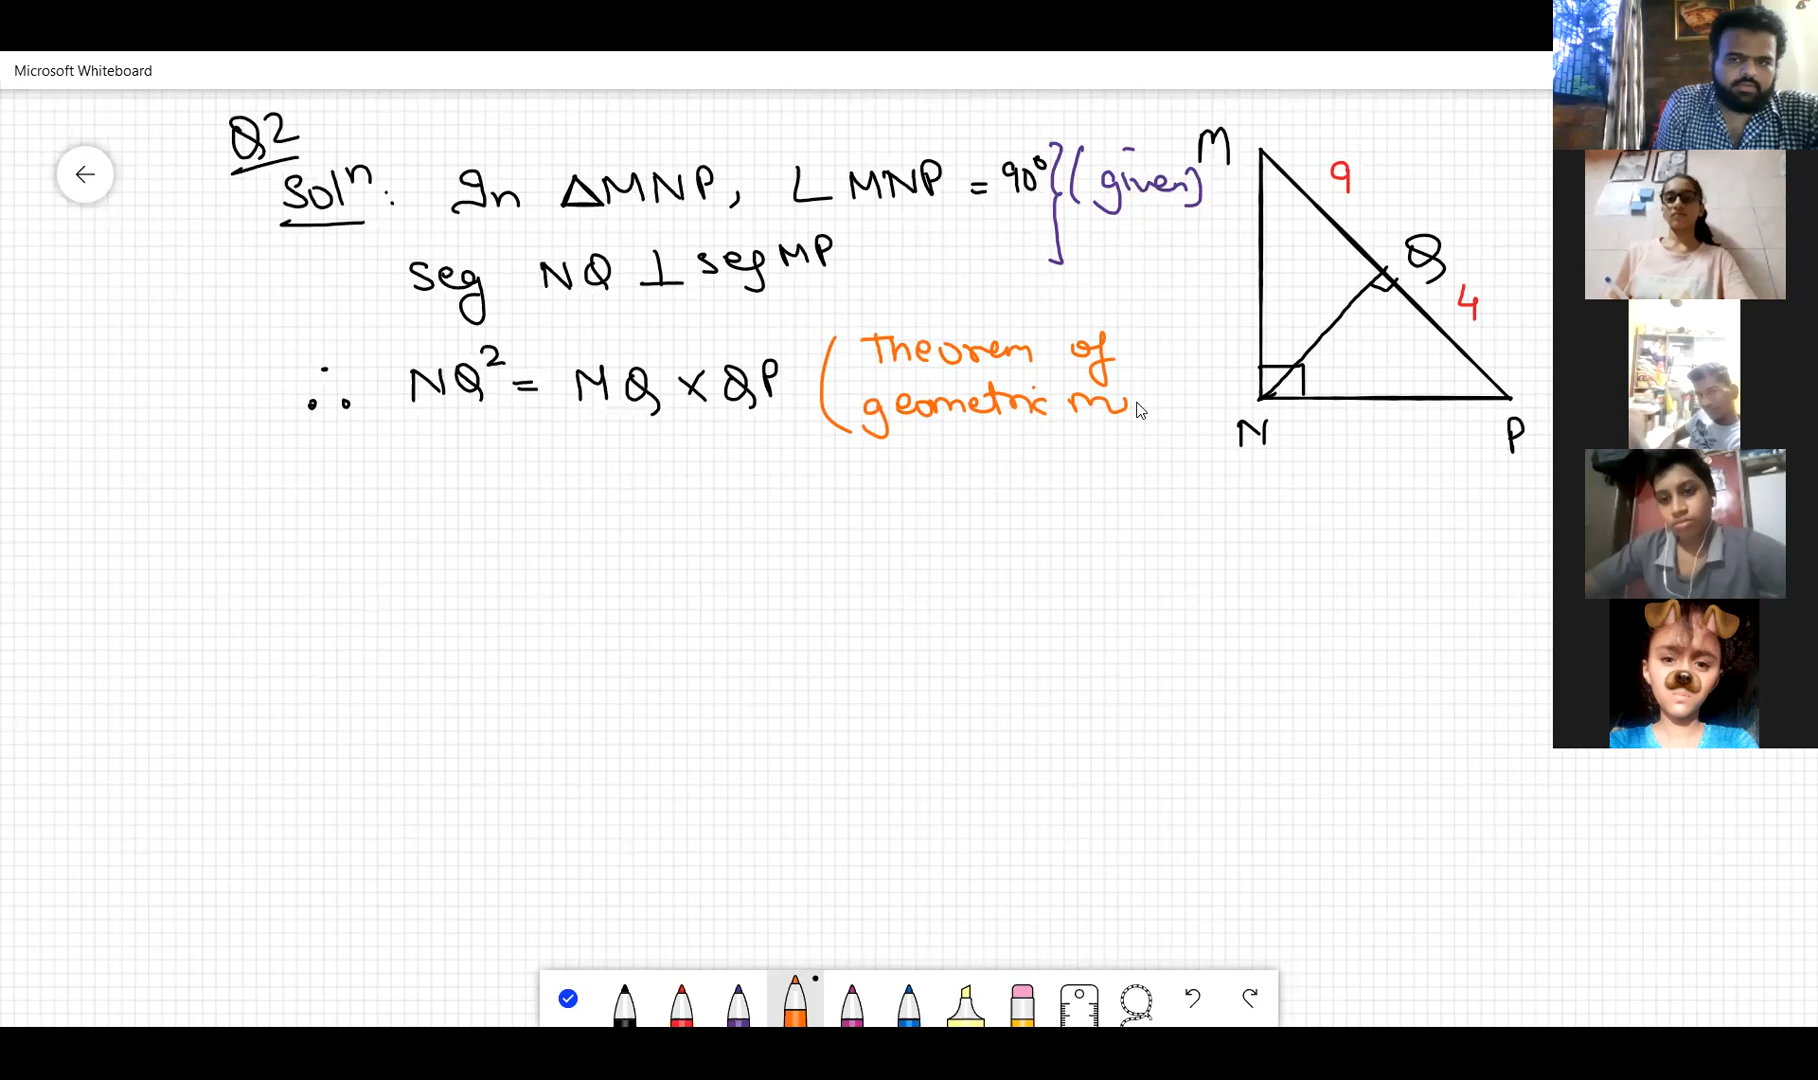 Microsoft Whiteboard
Q2
Solⁿ: In △MNP, ∠MNP = 90° } (given)
seg NQ ⊥ seg MP
∴ NQ² = MQ × QP (Theorem of
geometric m
M
9
Q
4
N
P